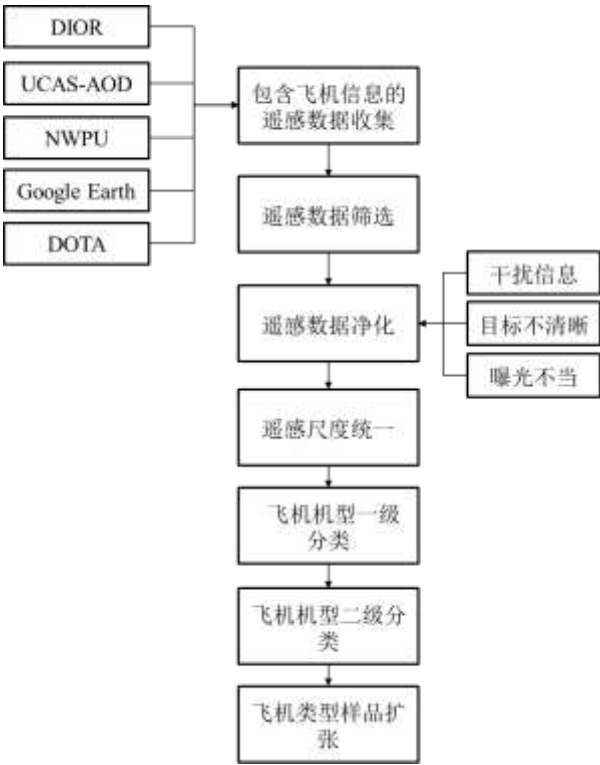 DIOR
UCAS-AOD
NWPU
Google Earth
DOTA
包含飞机信息的
遥感数据收集
遥感数据筛选
遥感数据净化
干扰信息
目标不清晰
曝光不当
遥感尺度统一
飞机机型一级
分类
飞机机型二级分
类
飞机类型样品扩
张